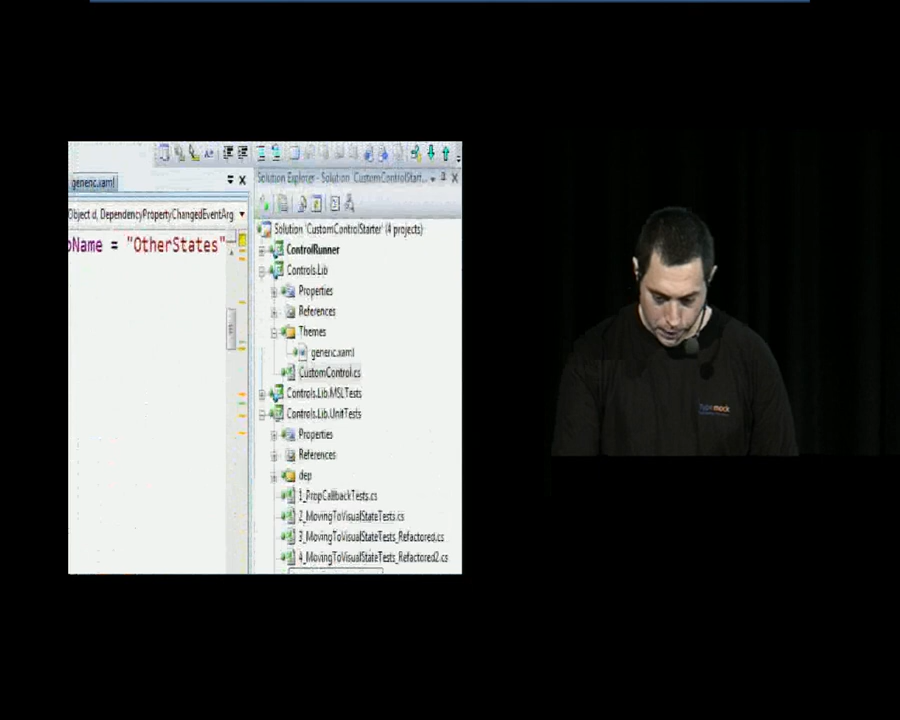 generic.xaml
Solution Explorer - Solution 'CustomControlStart...
Object d, DependencyPropertyChangedEventArg
Name = "OtherStates"
Solution 'CustomControlStarter' (4 projects)
ControlRunner
Controls.Lib
Properties
References
Themes
generic.xaml
CustomControl.cs
Controls.Lib.MSLTests
Controls.Lib.UnitTests
Properties
References
dep
1_PropCallbackTests.cs
2_MovingToVisualStateTests.cs
3_MovingToVisualStateTests_Refactored.cs
4_MovingToVisualStateTests_Refactored2.cs
Typemock